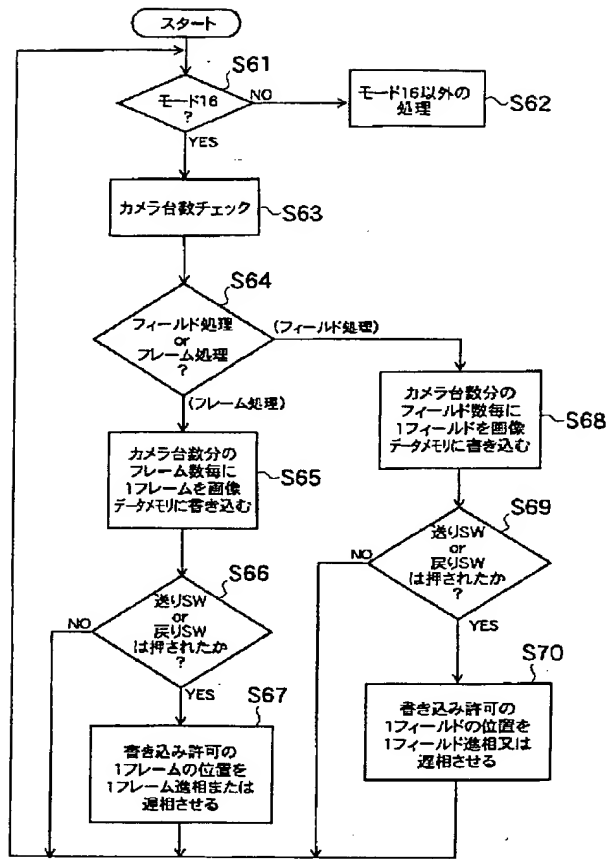 スタート
S61
モード16
?
NO
YES
モード16以外の
処理
S62
カメラ台数チェック
S63
S64
フィールド処理
or
フレーム処理
?
(フィールド処理)
(フレーム処理)
カメラ台数分の
フレーム数毎に
1フレームを画像
データメモリに書き込む
S65
カメラ台数分の
フィールド数毎に
1フィールドを画像
データメモリに書き込む
S68
S66
送りSW
or
戻りSW
は押されたか
?
NO
YES
S69
送りSW
or
戻りSW
は押されたか
?
NO
YES
S67
書き込み許可の
1フレームの位置を
1フレーム進相または
遅相させる
S70
書き込み許可の
1フィールドの位置を
1フィールド進相又は
遅相させる